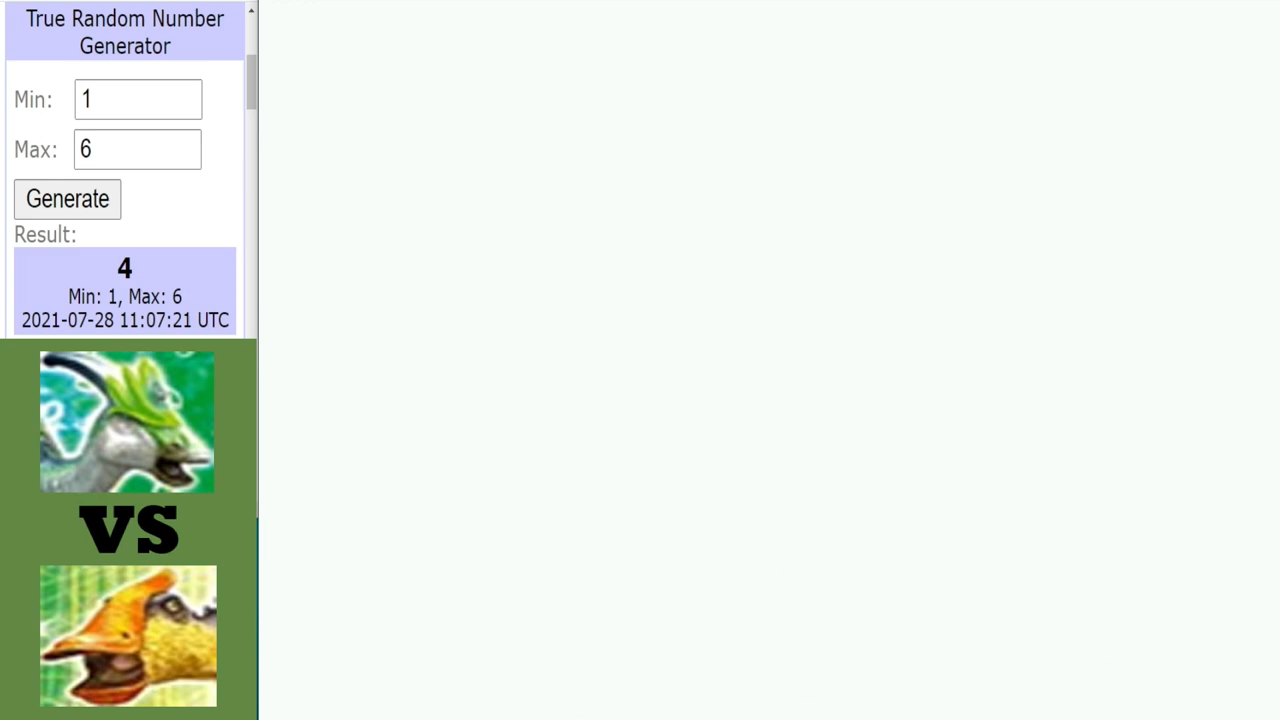 True Random Number
Generator
Min: 1
Max: 6
Generate
Result:
4
Min: 1, Max: 6
2021-07-28 11:07:21 UTC
VS